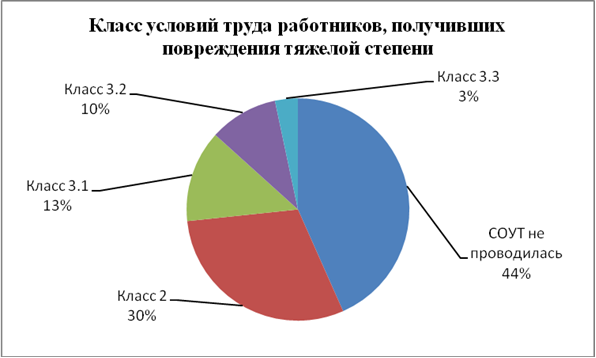 Класс условий труда работников, получивших
повреждения тяжелой степени
Класс 3.3
3%
Класс 3.2
10%
Класс 3.1
13%
СОУТ не
проводилась
44%
Класс 2
30%